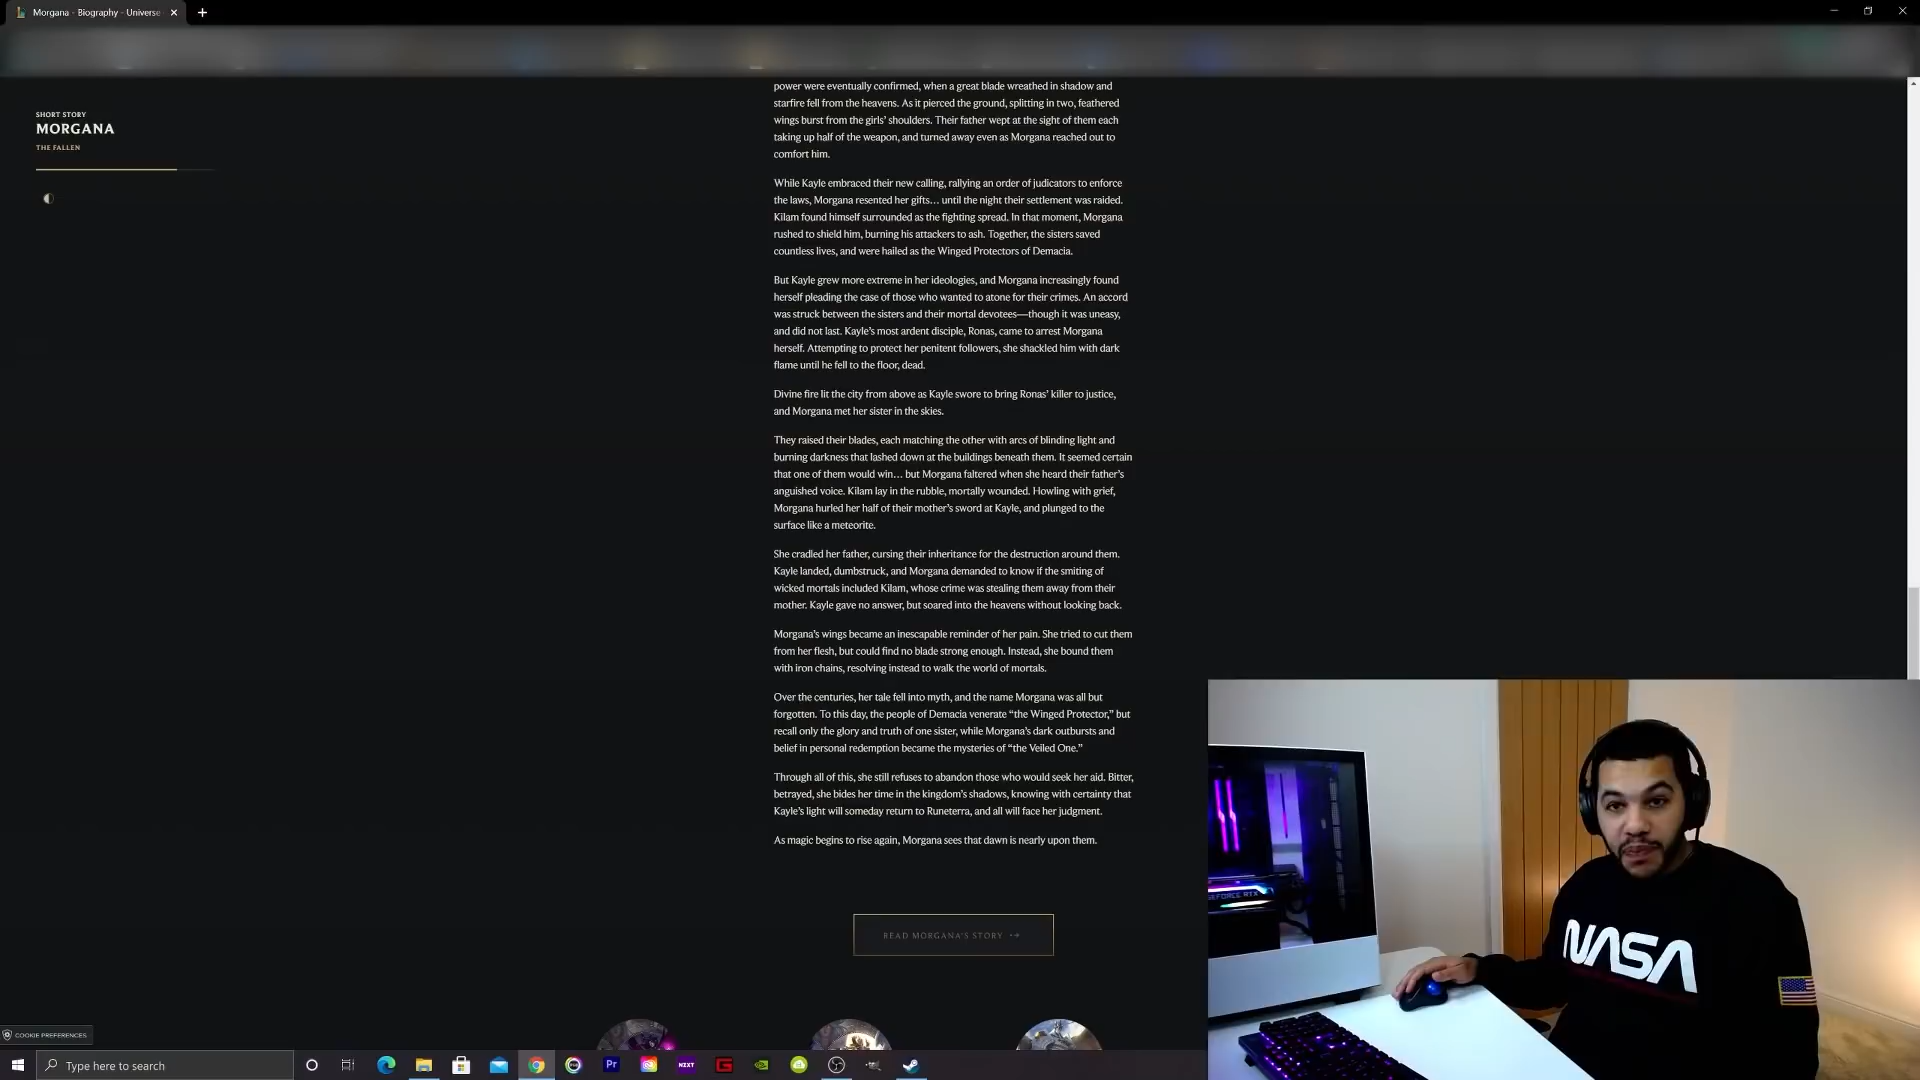 Morgana - Biography - Universe
SHORT STORY
MORGANA
THE FALLEN
power were eventually confirmed, when a great blade wreathed in shadow and
starfire fell from the heavens. As it pierced the ground, splitting in two, feathered
wings burst from the girls’ shoulders. Their father wept at the sight of them each
taking up half of the weapon, and turned away even as Morgana reached out to
comfort him.
While Kayle embraced their new calling, rallying an order of judicators to enforce
the laws, Morgana resented her gifts… until the night their settlement was raided.
Kilam found himself surrounded as the fighting spread. In that moment, Morgana
rushed to shield him, burning his attackers to ash. Together, the sisters saved
countless lives, and were hailed as the Winged Protectors of Demacia.
But Kayle grew more extreme in her ideologies, and Morgana increasingly found
herself pleading the case of those who wanted to atone for their crimes. An accord
was struck between the sisters and their mortal devotees—though it was uneasy,
and did not last. Kayle’s most ardent disciple, Ronas, came to arrest Morgana
herself. Attempting to protect her penitent followers, she shackled him with dark
flame until he fell to the floor, dead.
Divine fire lit the city from above as Kayle swore to bring Ronas’ killer to justice,
and Morgana met her sister in the skies.
They raised their blades, each matching the other with arcs of blinding light and
burning darkness that lashed down at the buildings beneath them. It seemed certain
that one of them would win… but Morgana faltered when she heard their father’s
anguished voice. Kilam lay in the rubble, mortally wounded. Howling with grief,
Morgana hurled her half of their mother’s sword at Kayle, and plunged to the
surface like a meteorite.
She cradled her father, cursing their inheritance for the destruction around them.
Kayle landed, dumbstruck, and Morgana demanded to know if the smiting of
wicked mortals included Kilam, whose crime was stealing them away from their
mother. Kayle gave no answer, but soared into the heavens without looking back.
Morgana’s wings became an inescapable reminder of her pain. She tried to cut them
from her flesh, but could find no blade strong enough. Instead, she bound them
with iron chains, resolving instead to walk the world of mortals.
Over the centuries, her tale fell into myth, and the name Morgana was all but
forgotten. To this day, the people of Demacia venerate “the Winged Protector,” but
recall only the glory and truth of one sister, while Morgana’s dark outbursts and
belief in personal redemption became the mysteries of “the Veiled One.”
Through all of this, she still refuses to abandon those who would seek her aid. Bitter,
betrayed, she bides her time in the kingdom’s shadows, knowing with certainty that
Kayle’s light will someday return to Runeterra, and all will face her judgment.
As magic begins to rise again, Morgana sees that dawn is nearly upon them.
READ MORGANA'S STORY
GEFORCE RTX
NASA
COOKIE PREFERENCES
Type here to search
Pr
NZXT